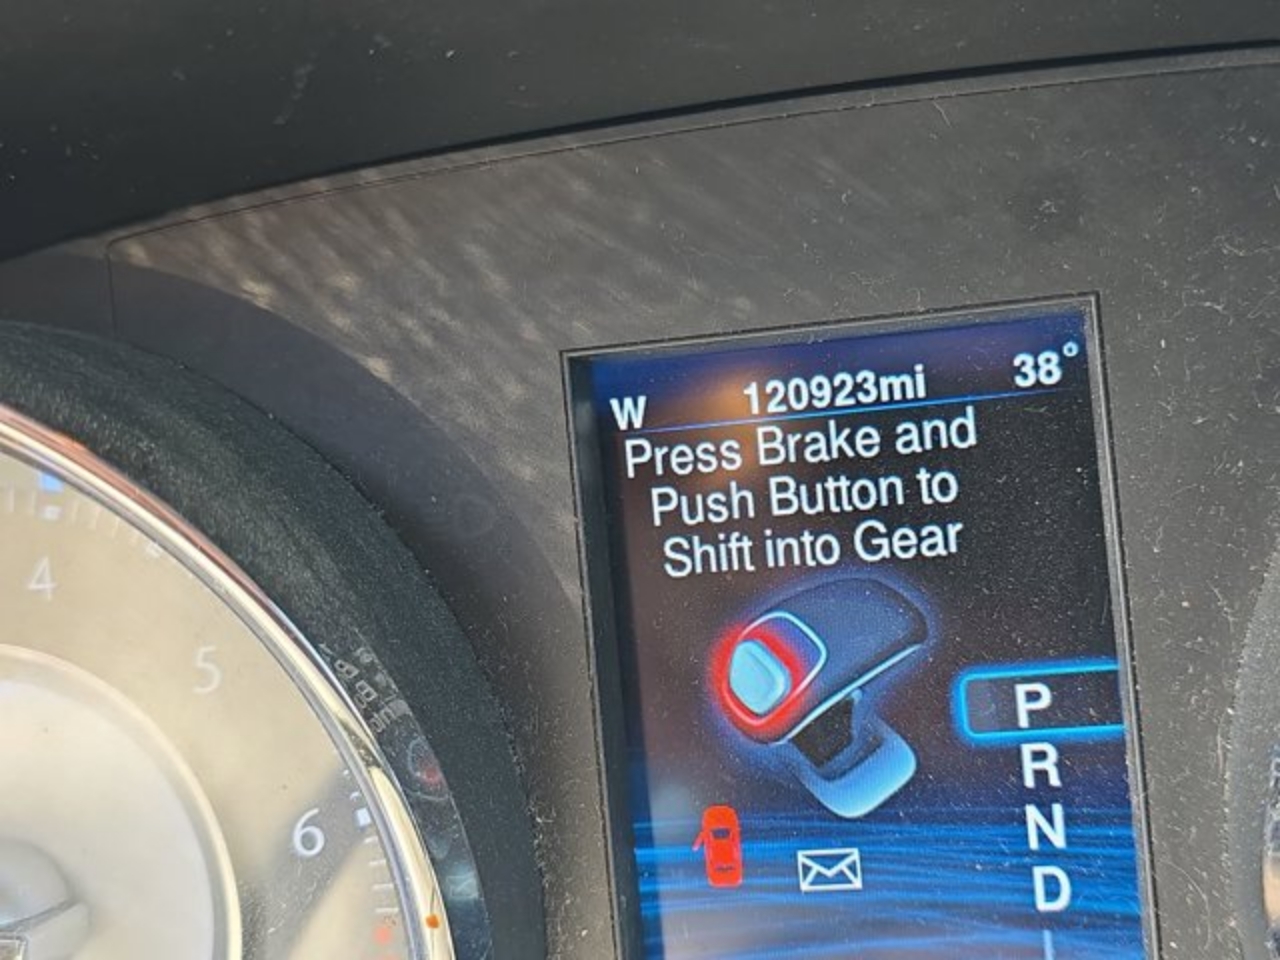 W 120923mi 38°
Press Brake and
Push Button to
Shift into Gear
P
R
N
D
4
5
6